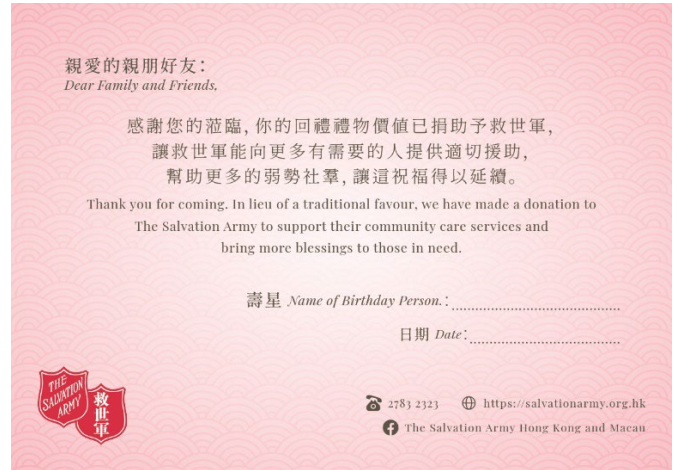 親愛的親朋好友：
Dear Family and Friends,
感謝您的蒞臨，你的回禮禮物價值已捐助予救世軍，
讓救世軍能向更多有需要的人提供適切援助，
幫助更多的弱勢社羣，讓這祝福得以延續。
Thank you for coming. In lieu of a traditional favour, we have made a donation to
The Salvation Army to support their community care services and
bring more blessings to those in need.
壽星 Name of Birthday Person.：
日期 Date：
THE
SALVATION
ARMY
救世軍
2783 2323 https://salvationarmy.org.hk
The Salvation Army Hong Kong and Macau